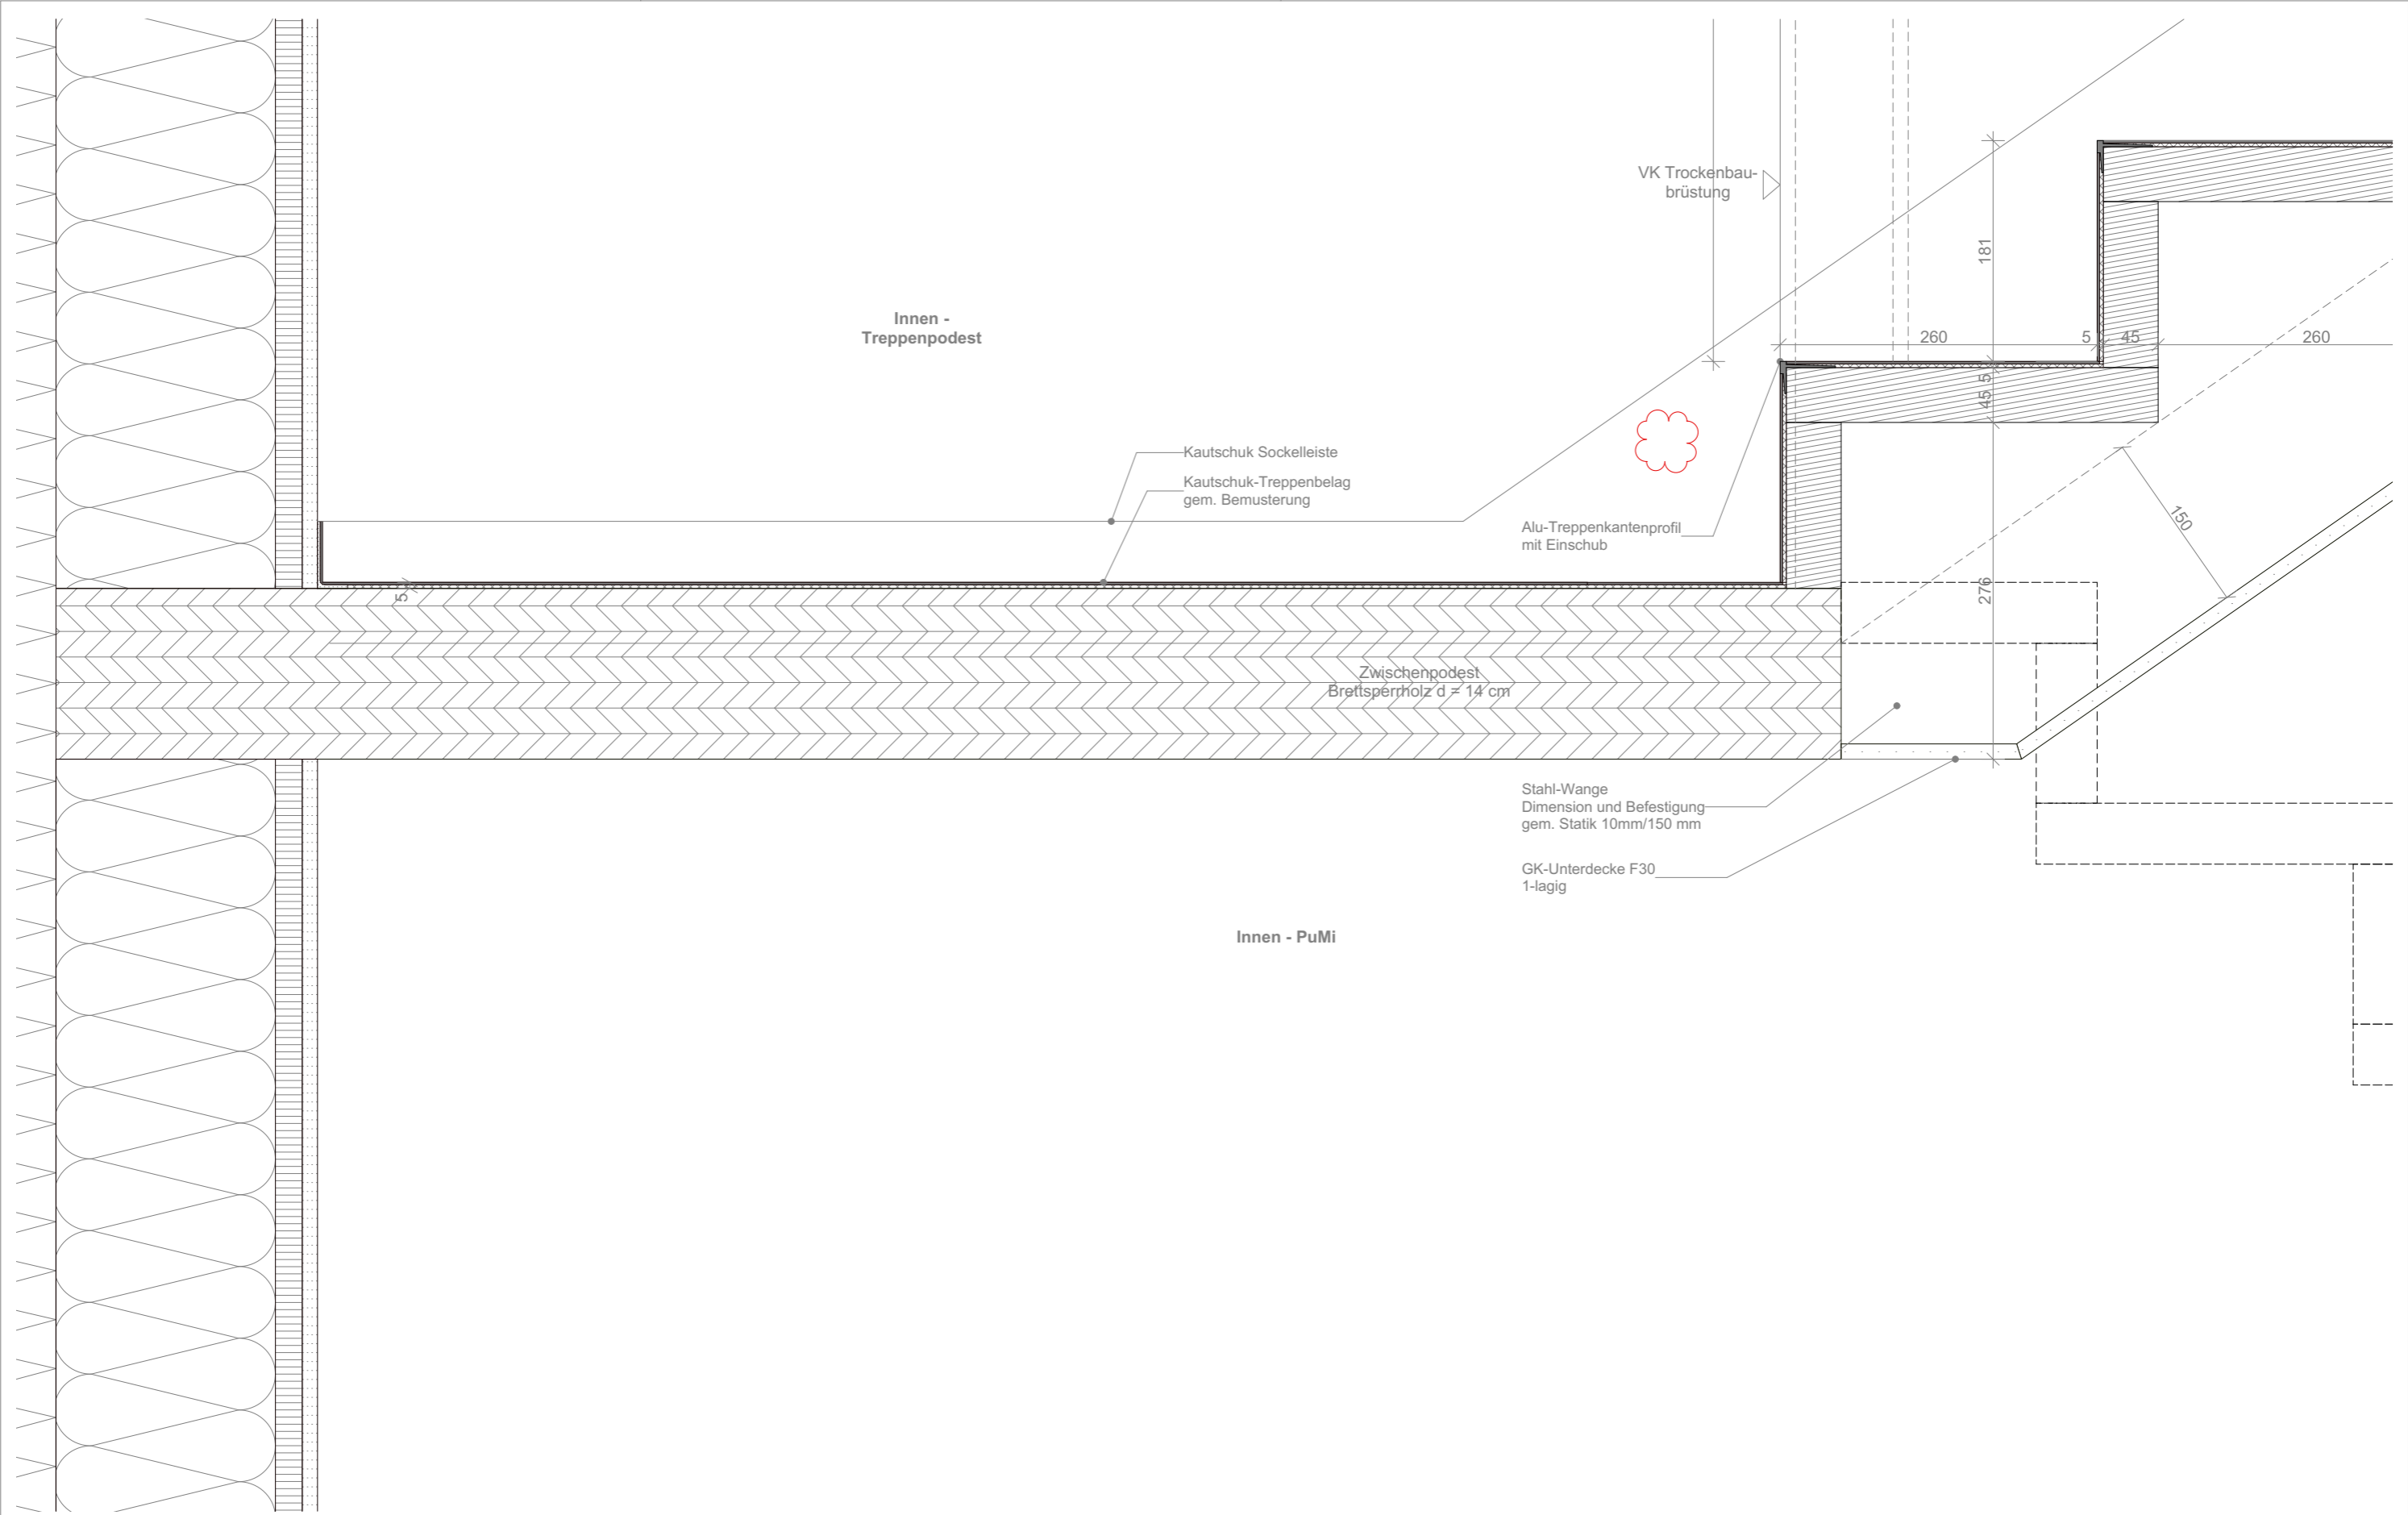 VK Trockenbau-
brüstung
181
Innen -
Treppenpodest
260
5
45
260
5
45
Kautschuk Sockelleiste
Kautschuk-Treppenbelag
gem. Bemusterung
Alu-Treppenkantenprofil
mit Einschub
150
276
5
Zwischenpodest
Brettsperrholz d = 14 cm
Stahl-Wange
Dimension und Befestigung
gem. Statik 10mm/150 mm
GK-Unterdecke F30
1-lagig
Innen - PuMi